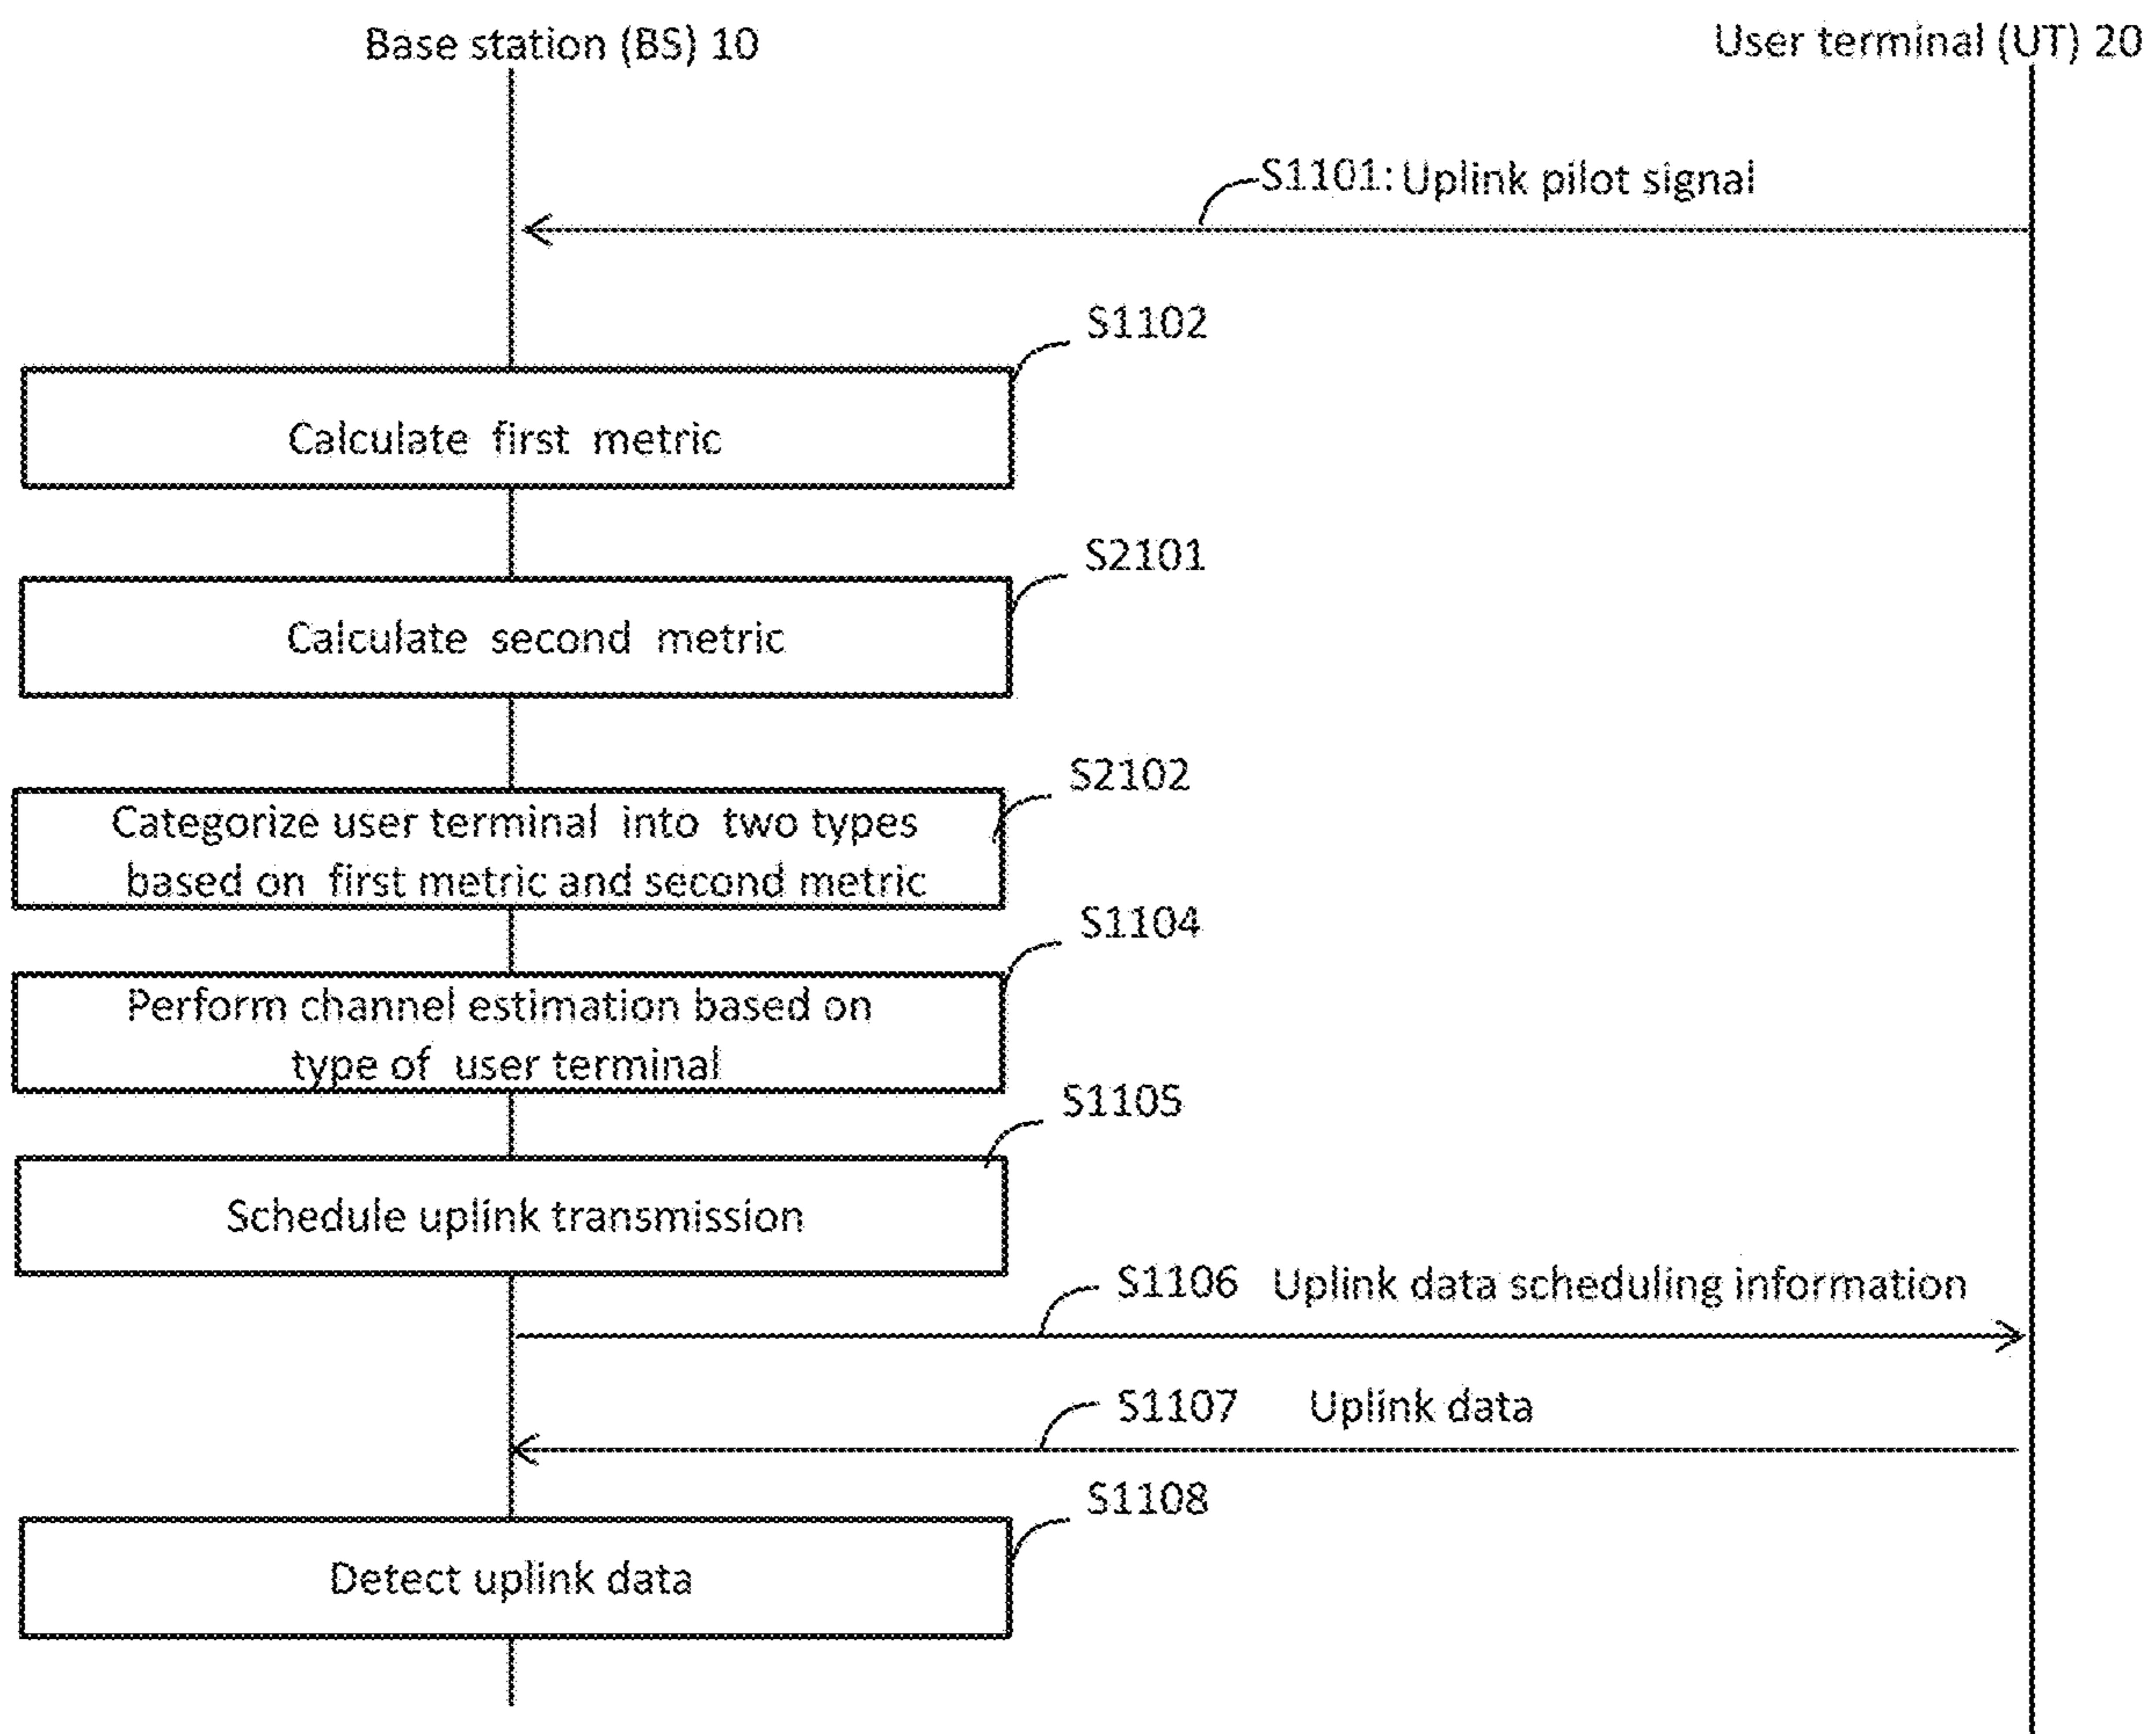 Base station (BS) 10
User terminal (UT) 20
S1101: Uplink pilot signal
S1102
Calculate first metric
S2101
Calculate second metric
S2102
Categorize user terminal into two types
based on first metric and second metric
S1104
Perform channel estimation based on
type of user terminal
S1105
Schedule uplink transmission
S1106 Uplink data scheduling information
S1107 Uplink data
S1108
Detect uplink data